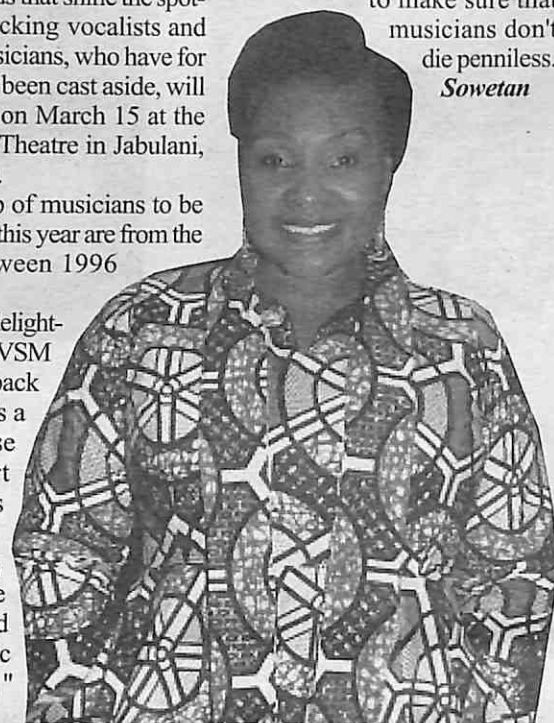 s that shine the spot-
cking vocalists and
sicians, who have for
been cast aside, will
on March 15 at the
Theatre in Jabulani,
of musicians to be
this year are from the
ween 1996
elight-
VSM
back
s a
se
t
s
e
d
c
"
to make sure that
musicians don't
die penniless.
Sowetan